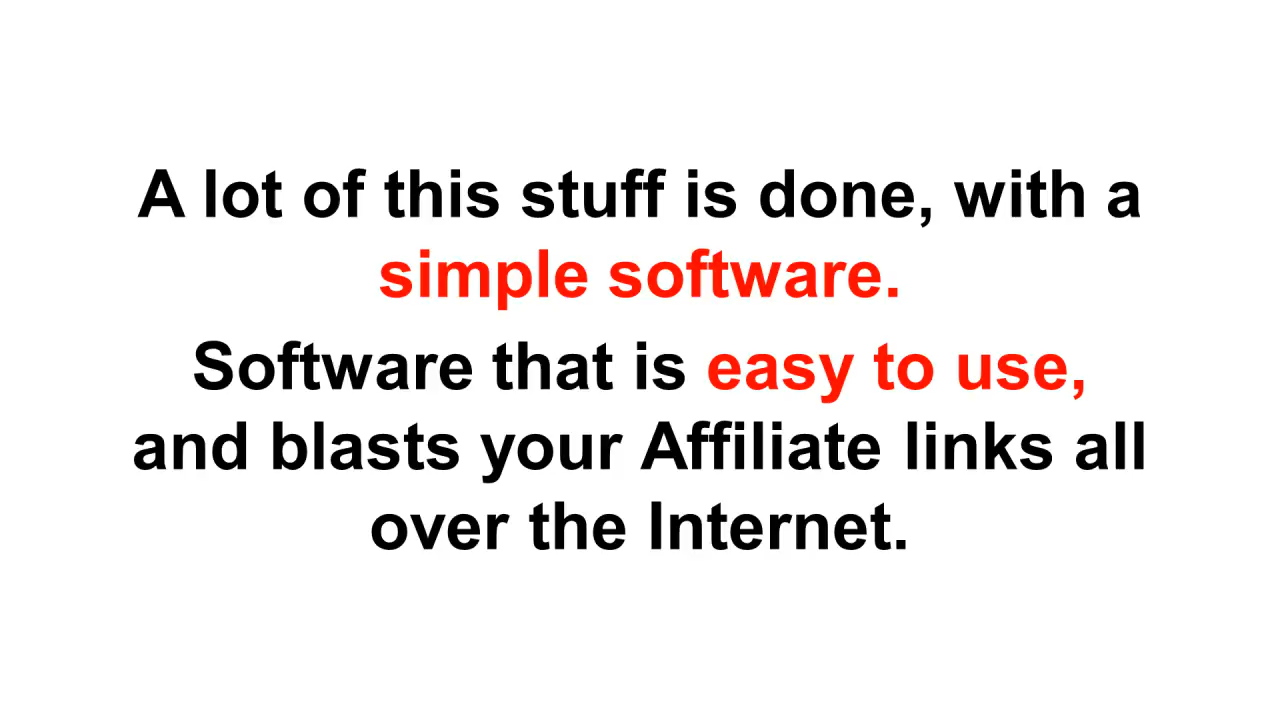 A lot of this stuff is done, with a
simple software.
Software that is easy to use,
and blasts your Affiliate links all
over the Internet.